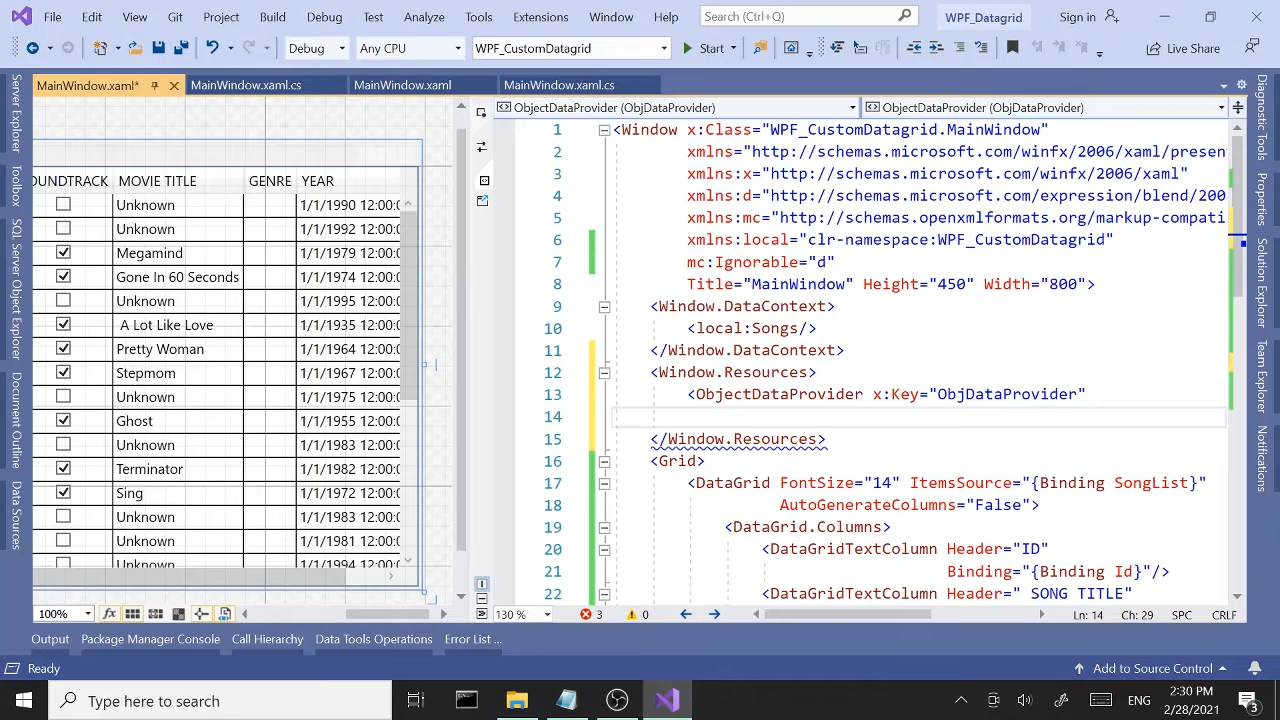 File Edit View Git Project Build Debug Test Analyze Tools Extensions Window Help Search (Ctrl+Q) WPF_Datagrid Sign in
Debug Any CPU WPF_CustomDatagrid Start Live Share
MainWindow.xaml* MainWindow.xaml.cs MainWindow.xaml MainWindow.xaml.cs
ObjectDataProvider (ObjDataProvider) ObjectDataProvider (ObjDataProvider)
Server Explorer
Toolbox
SQL Server Object Explorer
Document Outline
Data Sources
OUNDTRACK MOVIE TITLE GENRE YEAR
Unknown 1/1/1990 12:00:0
Unknown 1/1/1992 12:00:0
Megamind 1/1/1979 12:00:0
Gone In 60 Seconds 1/1/1974 12:00:0
Unknown 1/1/1995 12:00:0
A Lot Like Love 1/1/1935 12:00:0
Pretty Woman 1/1/1964 12:00:0
Stepmom 1/1/1967 12:00:0
Unknown 1/1/1975 12:00:0
Ghost 1/1/1955 12:00:0
Unknown 1/1/1983 12:00:0
Terminator 1/1/1982 12:00:0
Sing 1/1/1972 12:00:0
Unknown 1/1/1983 12:00:0
Unknown 1/1/1981 12:00:0
Unknown 1/1/1994 12:00:0
100% fx
1 <Window x:Class="WPF_CustomDatagrid.MainWindow"
2 xmlns="http://schemas.microsoft.com/winfx/2006/xaml/presen
3 xmlns:x="http://schemas.microsoft.com/winfx/2006/xaml"
4 xmlns:d="http://schemas.microsoft.com/expression/blend/200
5 xmlns:mc="http://schemas.openxmlformats.org/markup-compati
6 xmlns:local="clr-namespace:WPF_CustomDatagrid"
7 mc:Ignorable="d"
8 Title="MainWindow" Height="450" Width="800">
9 <Window.DataContext>
10 <local:Songs/>
11 </Window.DataContext>
12 <Window.Resources>
13 <ObjectDataProvider x:Key="ObjDataProvider"
14
15 </Window.Resources>
16 <Grid>
17 <DataGrid FontSize="14" ItemsSource="{Binding SongList}"
18 AutoGenerateColumns="False">
19 <DataGrid.Columns>
20 <DataGridTextColumn Header="ID"
21 Binding="{Binding Id}"/>
22 <DataGridTextColumn Header=" SONG TITLE"
130 % 3 0 Ln: 14 Ch: 29 SPC CRLF
Diagnostic Tools
Properties
Solution Explorer
Team Explorer
Notifications
Output Package Manager Console Call Hierarchy Data Tools Operations Error List ...
Ready Add to Source Control
Type here to search ENG :30 PM
2/28/2021 3